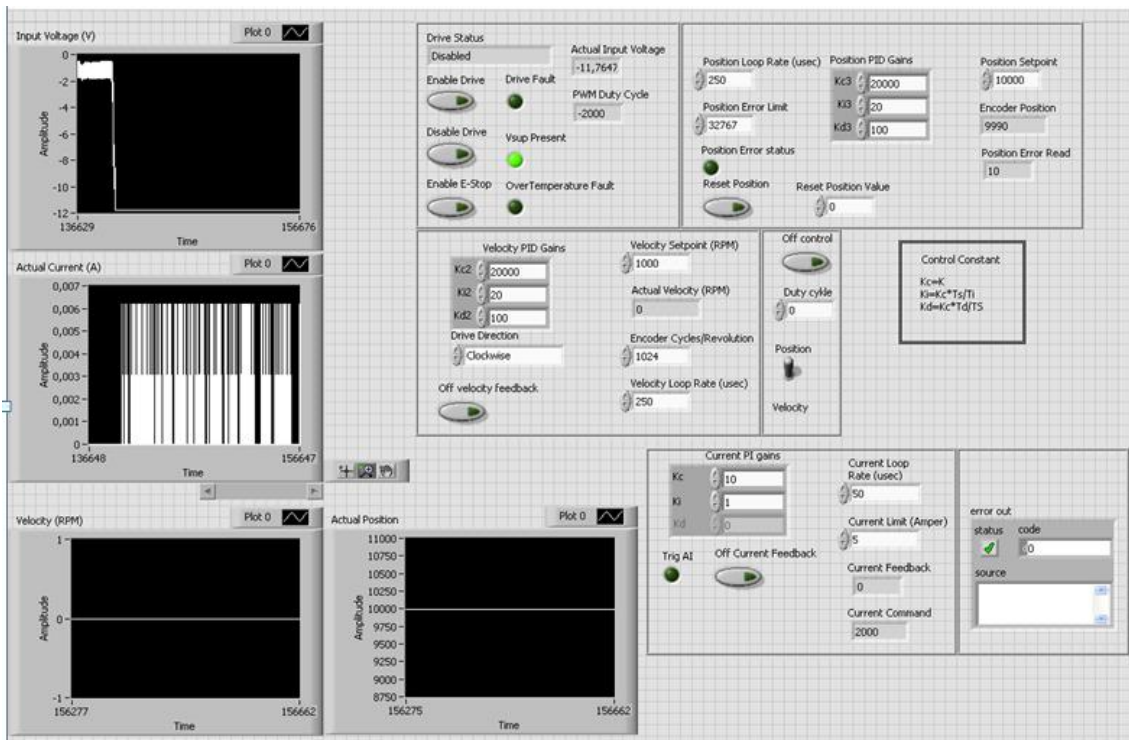 Input Voltage (V)
Plot 0
Amplitude
0
-2
-4
-6
-8
-10
-12
136629
156676
Time
Actual Current (A)
Plot 0
Amplitude
0,007
0,006
0,005
0,004
0,003
0,002
0,001
0
136648
156647
Time
Velocity (RPM)
Plot 0
Amplitude
1
0
-1
156277
156662
Time
Actual Position
Plot 0
Amplitude
11000
10750
10500
10250
10000
9750
9500
9250
9000
8750
156275
156662
Time
Drive Status
Disabled
Actual Input Voltage
-11,7647
Enable Drive
Drive Fault
PWM Duty Cycle
-2000
Disable Drive
Vsup Present
Enable E-Stop
OverTemperature Fault
Position Loop Rate (usec)
250
Position Error Limit
32767
Position Error status
Reset Position
Reset Position Value
0
Position PID Gains
Kc3 20000
Ki3 20
Kd3 100
Position Setpoint
10000
Encoder Position
9990
Position Error Read
10
Velocity PID Gains
Kc2 20000
Ki2 20
Kd2 100
Drive Direction
Clockwise
Off velocity feedback
Velocity Setpoint (RPM)
1000
Actual Velocity (RPM)
0
Encoder Cycles/Revolution
1024
Velocity Loop Rate (usec)
250
Off control
Duty cykle
0
Position
Velocity
Control Constant
Kc=K
Ki=Kc*Ts/Ti
Kd=Kc*Td/TS
Current PI gains
Kc 10
Ki 1
Kd 0
Trig AI
Off Current Feedback
Current Loop
Rate (usec)
50
Current Limit (Amper)
5
Current Feedback
0
Current Command
2000
error out
status
code
0
source